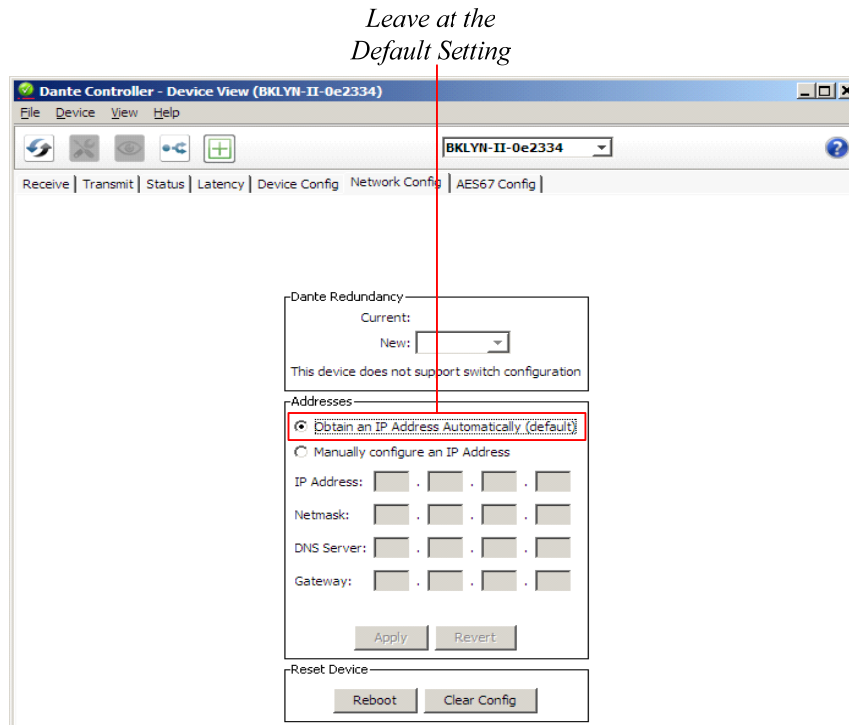 Leave at the
Default Setting
Dante Controller - Device View (BKLYN-II-0e2334)
File Device View Help
BKLYN-II-0e2334
Receive Transmit Status Latency Device Config Network Config AES67 Config
Dante Redundancy
Current:
New:
This device does not support switch configuration
Addresses
Obtain an IP Address Automatically (default)
Manually configure an IP Address
IP Address: . . .
Netmask: . . .
DNS Server: . . .
Gateway: . . .
Apply Revert
Reset Device
Reboot Clear Config